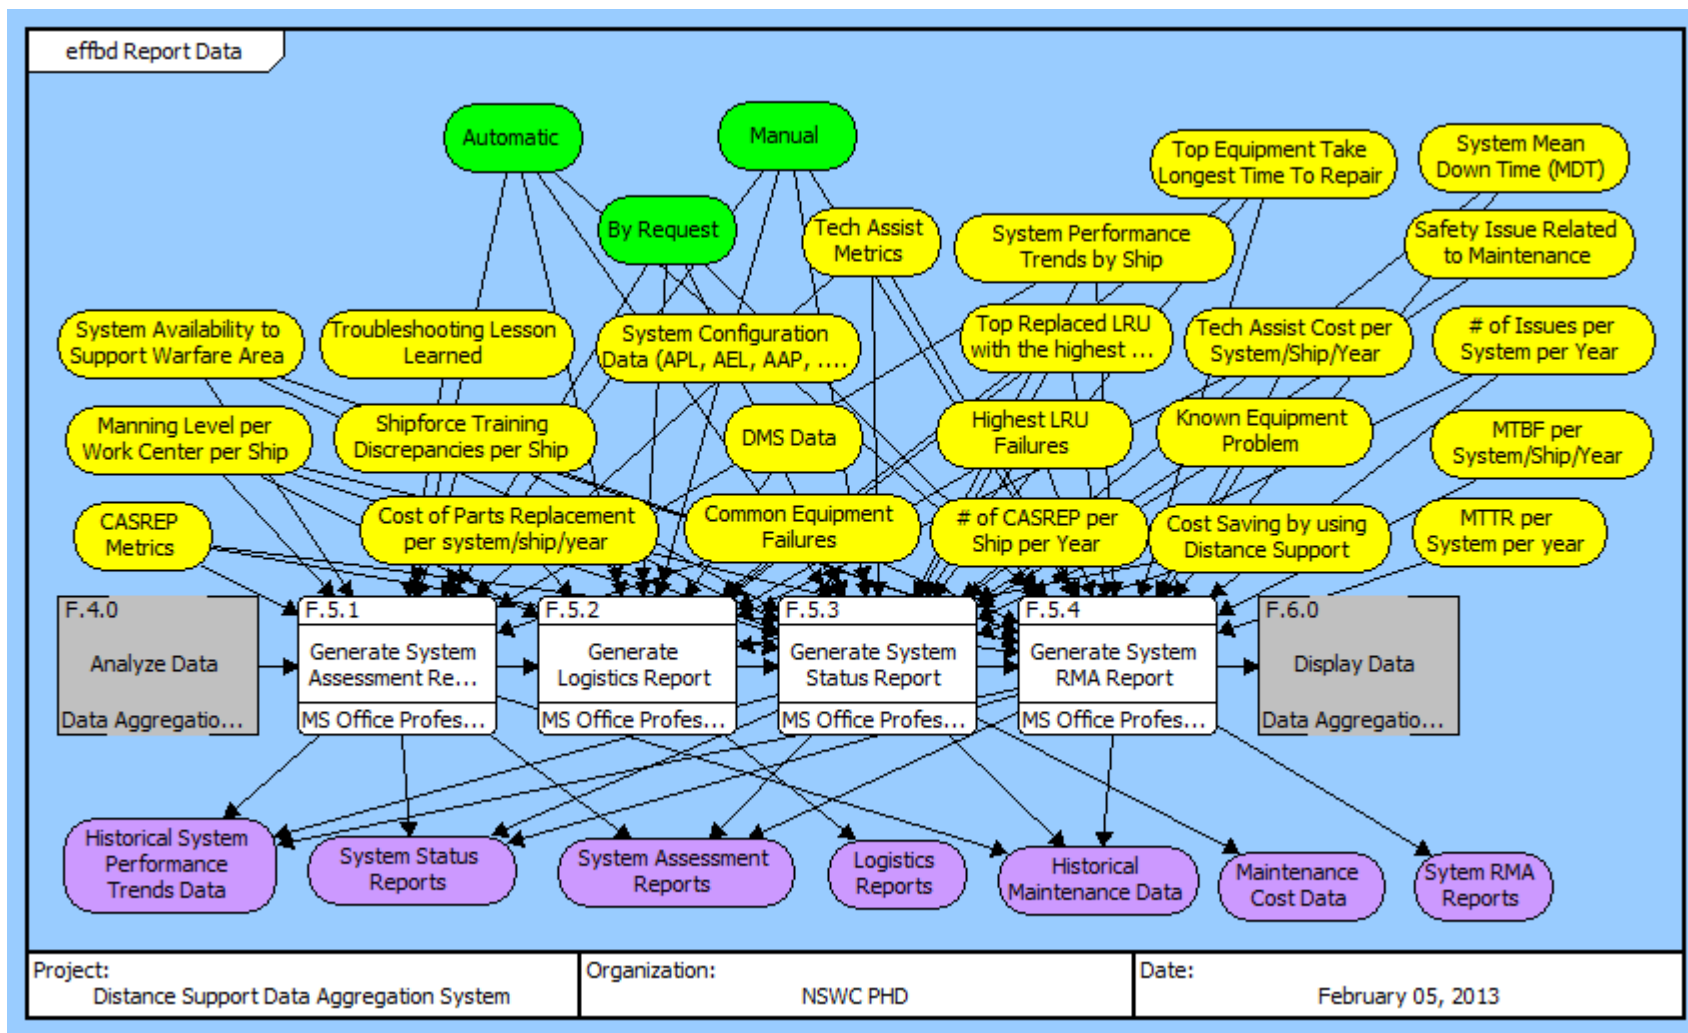 effbd Report Data
Automatic
Manual
By Request
Tech Assist
Metrics
System Performance
Trends by Ship
Top Equipment Take
Longest Time To Repair
System Mean
Down Time (MDT)
Safety Issue Related
to Maintenance
System Availability to
Support Warfare Area
Troubleshooting Lesson
Learned
System Configuration
Data (APL, AEL, AAP, ....
Top Replaced LRU
with the highest ...
Tech Assist Cost per
System/Ship/Year
# of Issues per
System per Year
Manning Level per
Work Center per Ship
Shipforce Training
Discrepancies per Ship
DMS Data
Highest LRU
Failures
Known Equipment
Problem
MTBF per
System/Ship/Year
CASREP
Metrics
Cost of Parts Replacement
per system/ship/year
Common Equipment
Failures
# of CASREP per
Ship per Year
Cost Saving by using
Distance Support
MTTR per
System per year
F.4.0
Analyze Data
Data Aggregatio...
F.5.1
Generate System
Assessment Re...
MS Office Profes...
F.5.2
Generate
Logistics Report
MS Office Profes...
F.5.3
Generate System
Status Report
MS Office Profes...
F.5.4
Generate System
RMA Report
MS Office Profes...
F.6.0
Display Data
Data Aggregatio...
Historical System
Performance
Trends Data
System Status
Reports
System Assessment
Reports
Logistics
Reports
Historical
Maintenance Data
Maintenance
Cost Data
Sytem RMA
Reports
Project:
Distance Support Data Aggregation System
Organization:
NSWC PHD
Date:
February 05, 2013